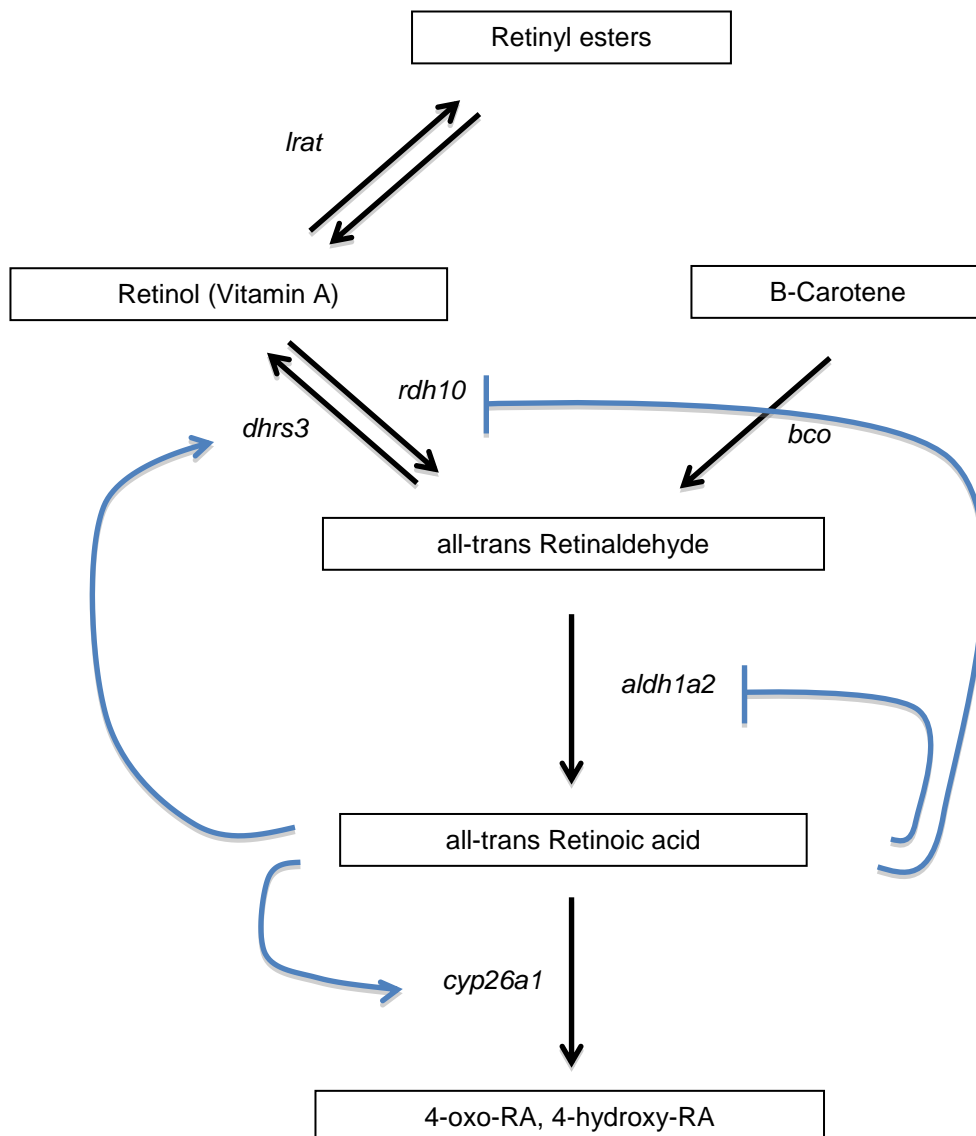 Retinyl esters
lrat
Retinol (Vitamin A)
B-Carotene
rdh10
dhrs3
bco
all-trans Retinaldehyde
aldh1a2
all-trans Retinoic acid
cyp26a1
4-oxo-RA, 4-hydroxy-RA